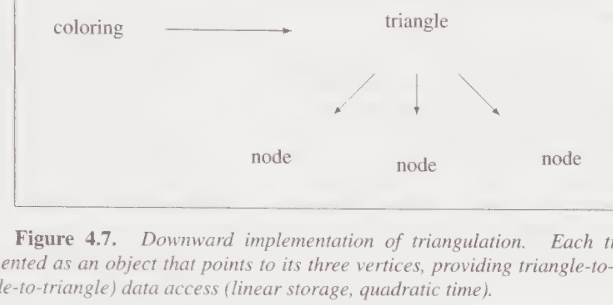 coloring triangle
node node node
Figure 4.7. Downward implementation of triangulation. Each
ented as an object that points to its three vertices, providing triangle-to-
le-to-triangle) data access (linear storage, quadratic time).